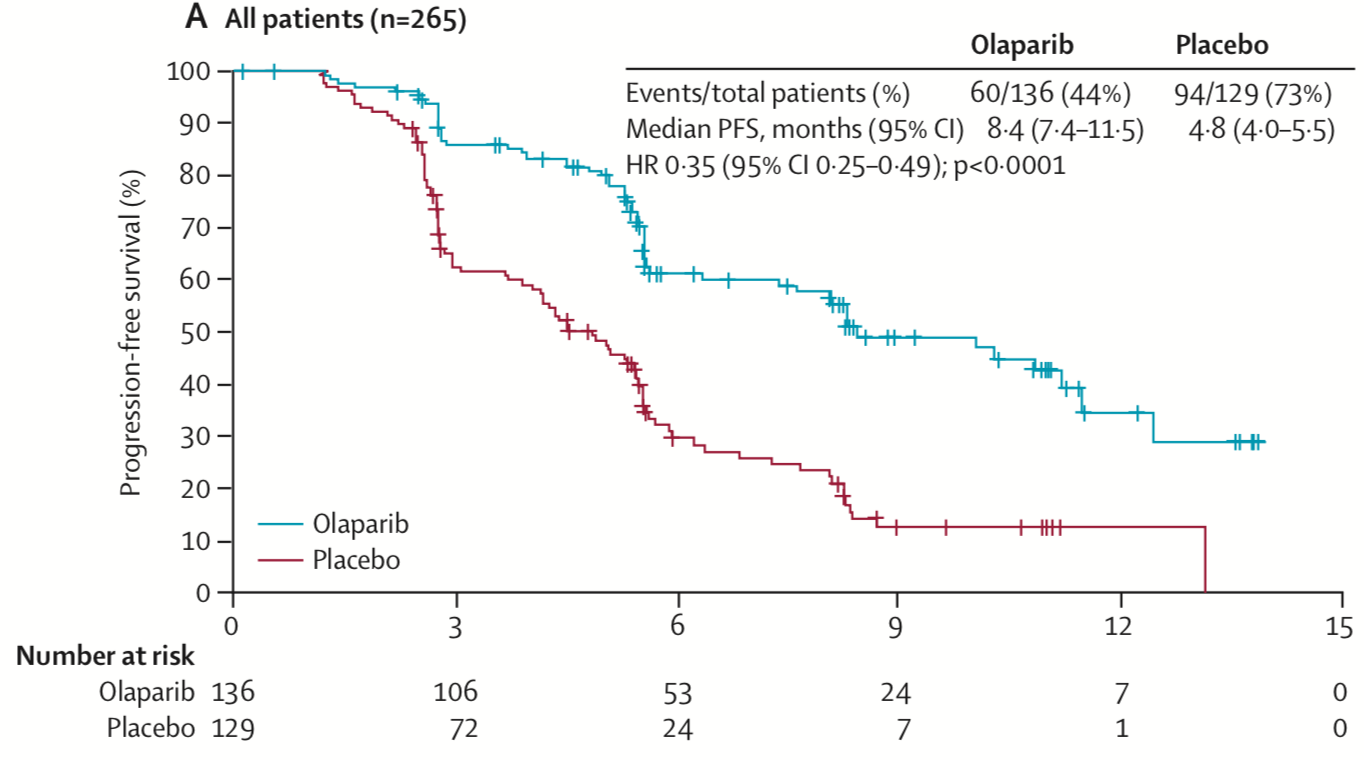 A All patients (n=265)
Olaparib Placebo
Events/total patients (%) 60/136 (44%) 94/129 (73%)
Median PFS, months (95% CI) 8·4 (7·4–11·5) 4·8 (4·0–5·5)
HR 0·35 (95% CI 0·25–0·49); p<0·0001
Progression-free survival (%)
100
90
80
70
60
50
40
30
20
10
0
Olaparib
Placebo
0 3 6 9 12 15
Number at risk
Olaparib 136 106 53 24 7 0
Placebo 129 72 24 7 1 0